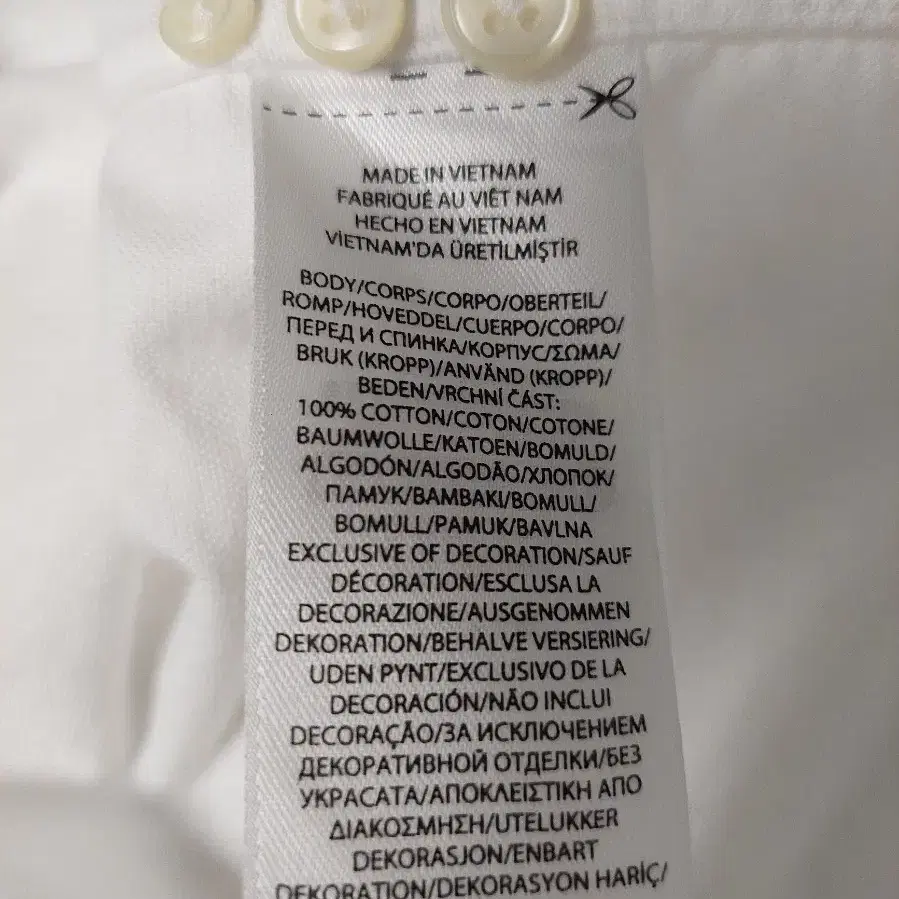 MADE IN VIETNAM
FABRIQUÉ AU VIÊT NAM
HECHO EN VIETNAM
VİETNAM'DA ÜRETİLMİŞTİR
BODY/CORPS/CORPO/OBERTEIL/
ROMP/HOVEDDEL/CUERPO/CORPO/
ПЕРЕД И СПИНКА/КОРПУС/ΣΩΜΑ/
BRUK (KROPP)/ANVÄND (KROPP)/
BEDEN/VRCHNÍ ČÁST:
100% COTTON/COTON/COTONE/
BAUMWOLLE/KATOEN/BOMULD/
ALGODÓN/ALGODÃO/ХЛОПОК/
ПАМУК/ΒΑΜΒΑΚΙ/BOMULL/
BOMULL/PAMUK/BAVLNA
EXCLUSIVE OF DECORATION/SAUF
DÉCORATION/ESCLUSA LA
DECORAZIONE/AUSGENOMMEN
DEKORATION/BEHALVE VERSIERING/
UDEN PYNT/EXCLUSIVO DE LA
DECORACIÓN/NÃO INCLUI
DECORAÇÃO/ЗА ИСКЛЮЧЕНИЕМ
ДЕКОРАТИВНОЙ ОТДЕЛКИ/БЕЗ
УКРАСАТА/ΑΠΟΚΛΕΙΣΤΙΚΗ ΑΠΟ
ΔΙΑΚΟΣΜΗΣΗ/UTELUKKER
DEKORASJON/ENBART
DEKORATION/DEKORASYON HARİÇ/